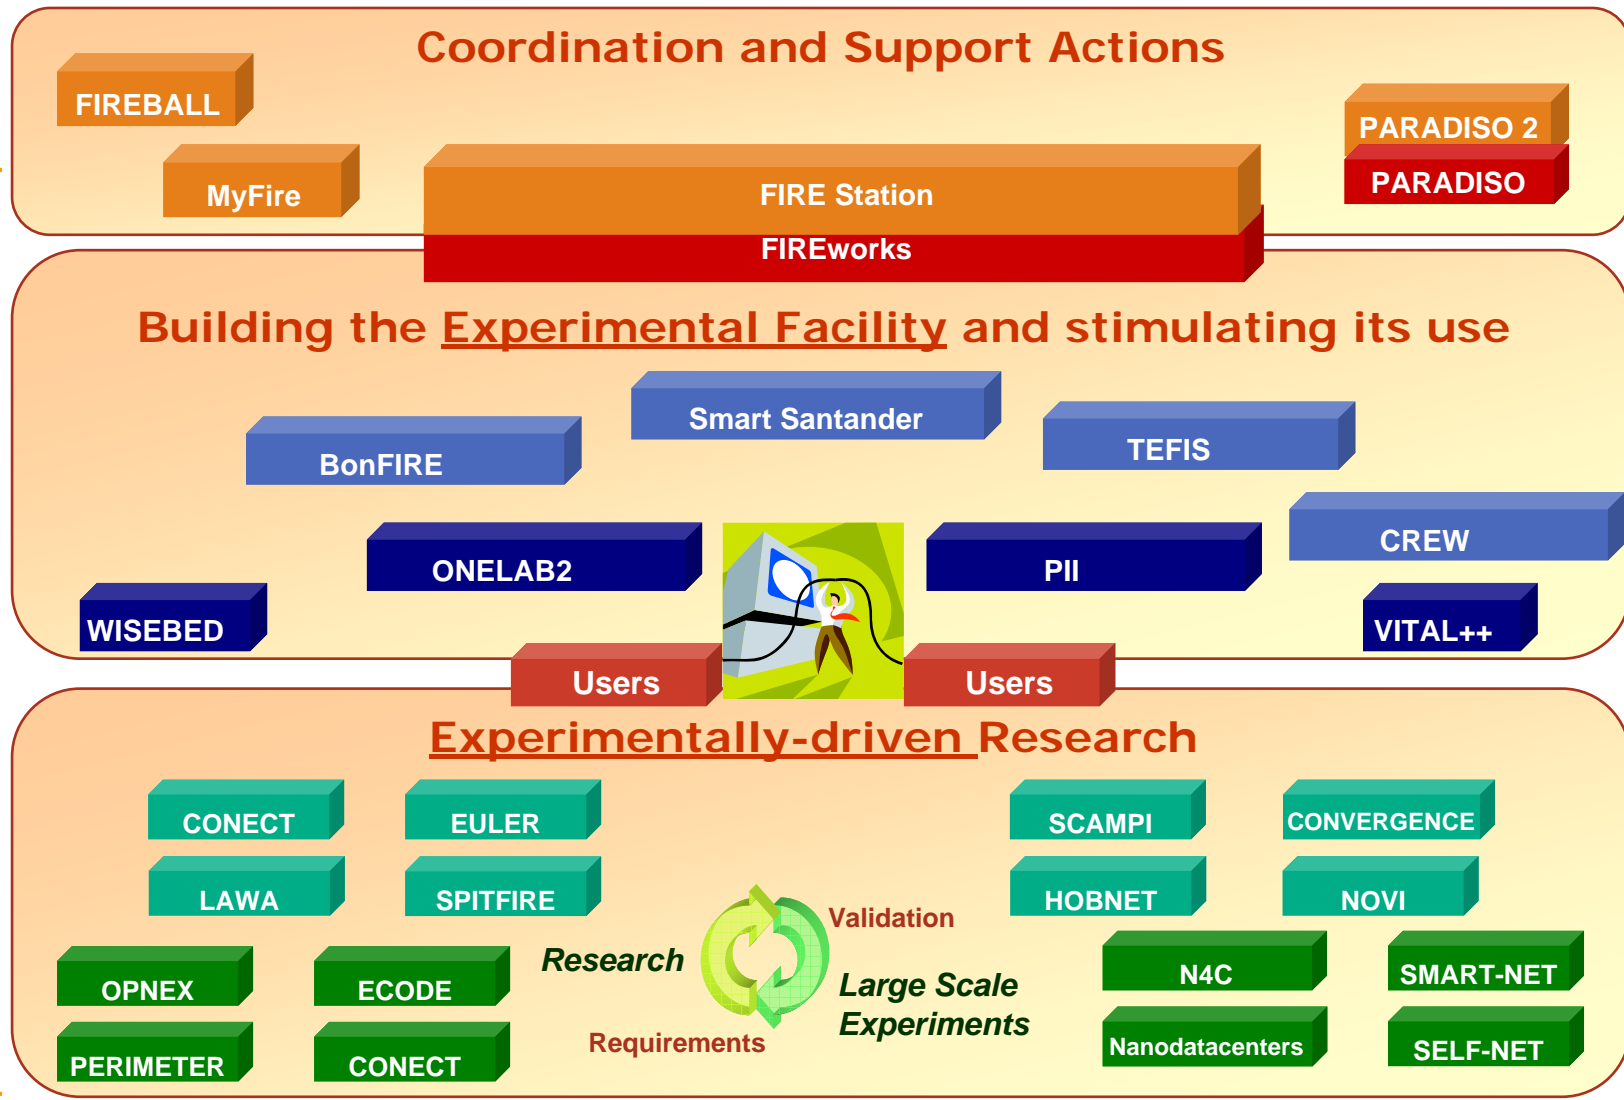 Coordination and Support Actions
FIREBALL
PARADISO 2
MyFire
FIRE Station
PARADISO
FIREworks
Building the Experimental Facility and stimulating its use
Smart Santander
BonFIRE
TEFIS
CREW
ONELAB2
PII
WISEBED
VITAL++
Users
Users
Experimentally-driven Research
CONECT
EULER
SCAMPI
CONVERGENCE
LAWA
SPITFIRE
HOBNET
NOVI
Validation
Research
Large Scale
Experiments
Requirements
OPNEX
ECODE
N4C
SMART-NET
PERIMETER
CONECT
Nanodatacenters
SELF-NET